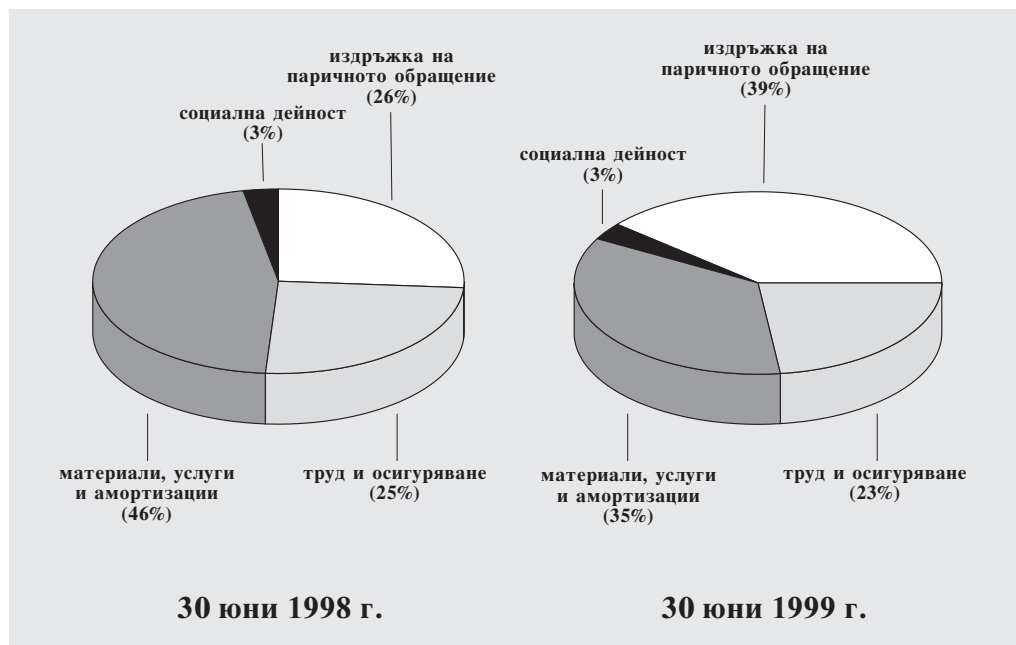 издръжка на
паричното обращение
(26%)
социална дейност
(3%)
материали, услуги
и амортизации
(46%)
труд и осигуряване
(25%)
30 юни 1998 г.
издръжка на
паричното обращение
(39%)
социална дейност
(3%)
материали, услуги
и амортизации
(35%)
труд и осигуряване
(23%)
30 юни 1999 г.